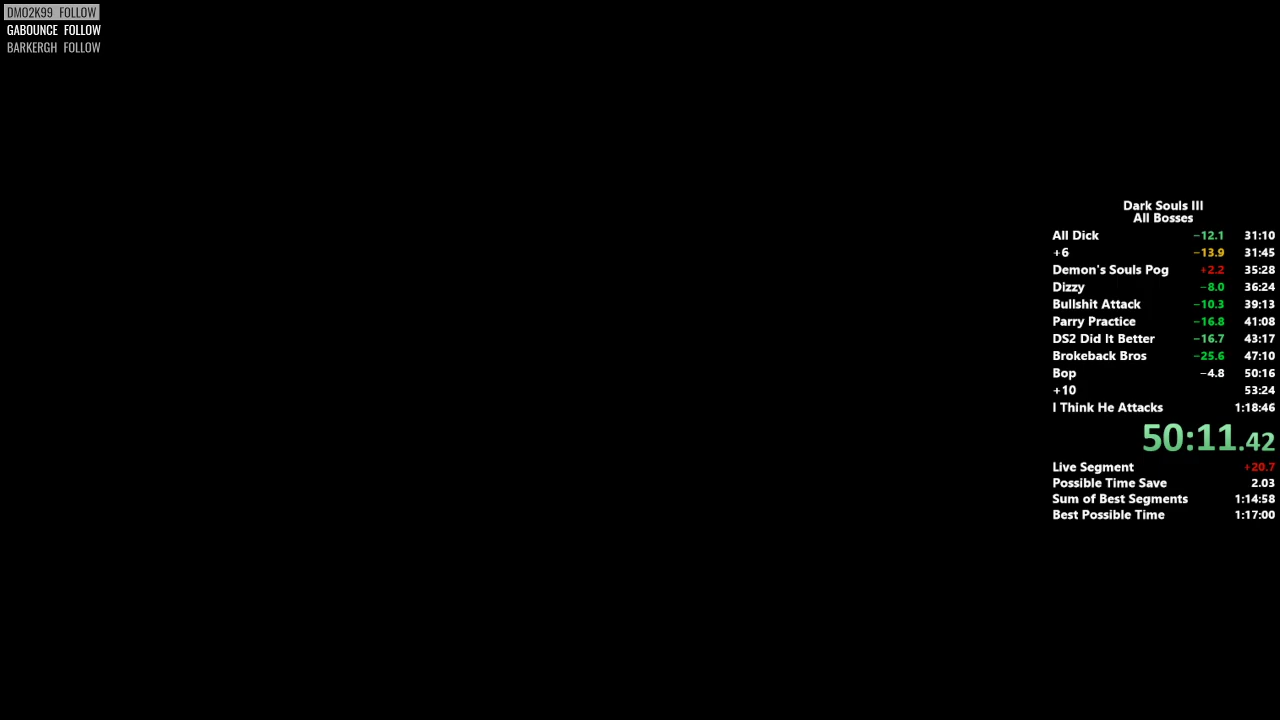 DMO2K99 FOLLOW
GABOUNCE FOLLOW
BARKERGH FOLLOW
Dark Souls III
All Bosses
All Dick −12.1 31:10
+6 −13.9 31:45
Demon's Souls Pog +2.2 35:28
Dizzy −8.0 36:24
Bullshit Attack −10.3 39:13
Parry Practice −16.8 41:08
DS2 Did It Better −16.7 43:17
Brokeback Bros −25.6 47:10
Bop −4.8 50:16
+10 53:24
I Think He Attacks 1:18:46
50:11.42
Live Segment +20.7
Possible Time Save 2.03
Sum of Best Segments 1:14:58
Best Possible Time 1:17:00